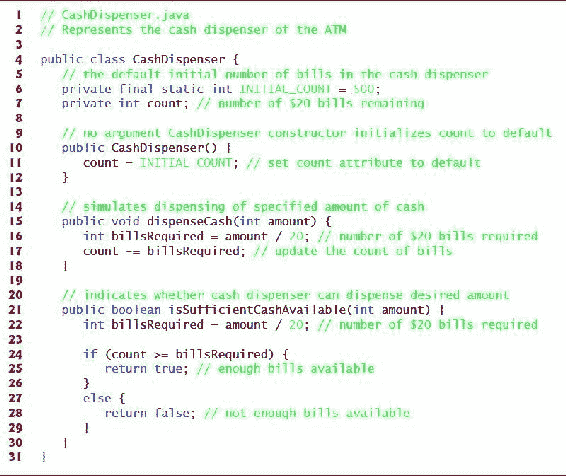 1 // CashDispenser.java
2 // Represents the cash dispenser of the ATM
3
4 public class CashDispenser {
5 // the default initial number of bills in the cash dispenser
6 private final static int INITIAL_COUNT = 500;
7 private int count; // number of $20 bills remaining
8
9 // no argument CashDispenser constructor initializes count to default
10 public CashDispenser() {
11 count = INITIAL_COUNT; // set count attribute to default
12 }
13
14 // simulates dispensing of specified amount of cash
15 public void dispenseCash(int amount) {
16 int billsRequired = amount / 20; // number of $20 bills required
17 count -= billsRequired; // update the count of bills
18 }
19
20 // indicates whether cash dispenser can dispense desired amount
21 public boolean isSufficientCashAvailable(int amount) {
22 int billsRequired = amount / 20; // number of $20 bills required
23
24 if (count >= billsRequired) {
25 return true; // enough bills available
26 }
27 else {
28 return false; // not enough bills available
29 }
30 }
31 }